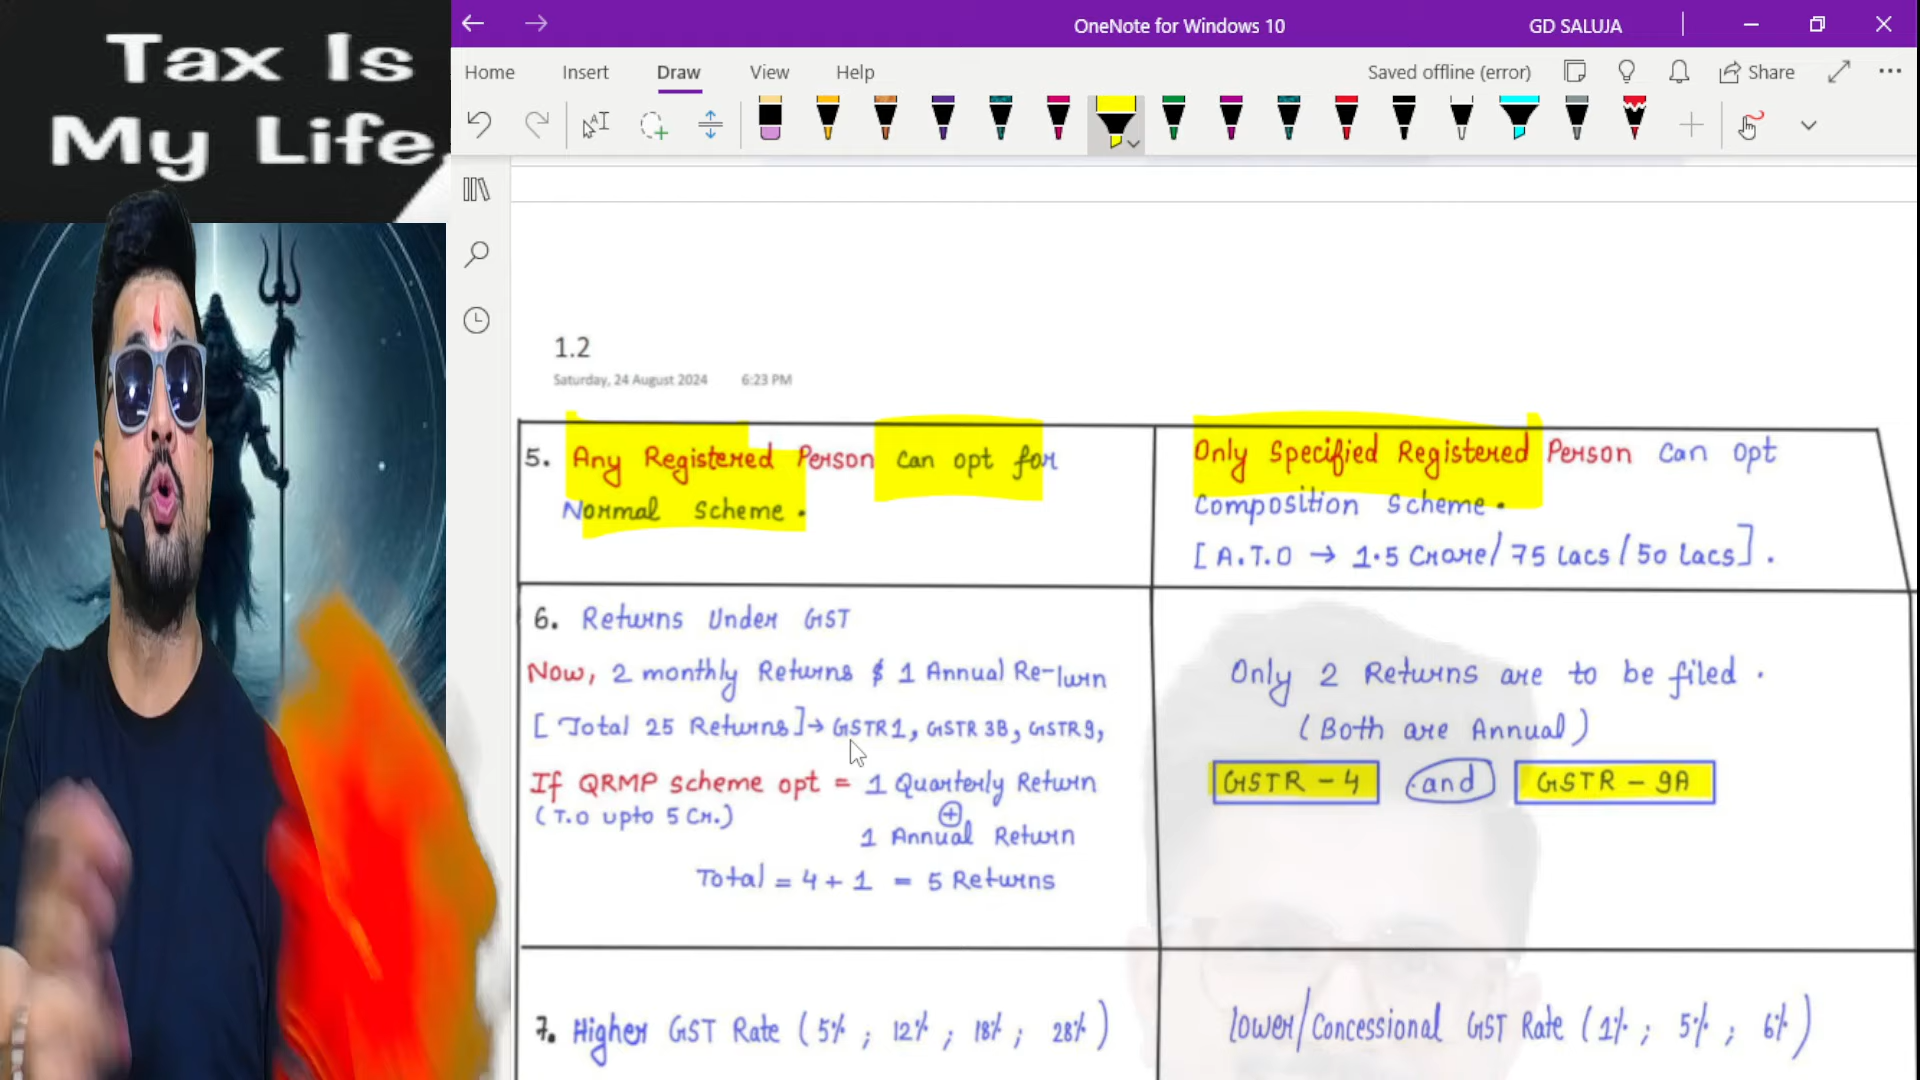 Tax Is
My Life.
OneNote for Windows 10
GD SALUJA
Home
Insert
Draw
View
Help
Saved offline (error)
Share
1.2
Saturday, 24 August 2024 6:23 PM
5. Any Registered Person can opt for
Normal Scheme.
Only Specified Registered Person can opt
Composition Scheme.
[A.T.O → 1.5 Crore/ 75 Lacs / 50 Lacs].
6. Returns Under GST
Now, 2 monthly Returns & 1 Annual Return
[Total 25 Returns]→ GSTR1, GSTR 3B, GSTR9,
If QRMP scheme opt = 1 Quarterly Return
(T.O upto 5 Cr.)
+
1 Annual Return
Total = 4 + 1 = 5 Returns
Only 2 Returns are to be filed.
(Both are Annual)
GSTR - 4 and GSTR - 9A
7. Higher GST Rate (5% ; 12% ; 18% ; 28%)
Lower/Concessional GST Rate (1% ; 5% ; 6%)